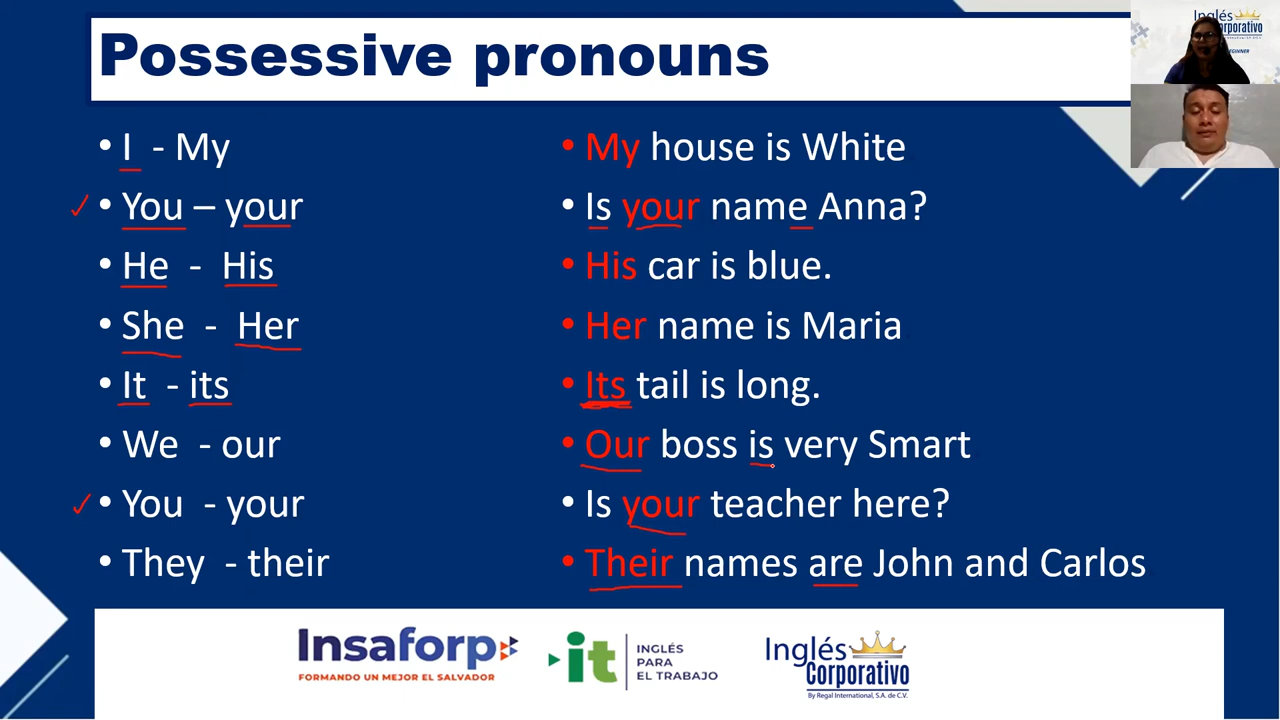 Possessive pronouns
• I - My
• You – your
• He - His
• She - Her
• It - its
• We - our
• You - your
• They - their
• My house is White
• Is your name Anna?
• His car is blue.
• Her name is Maria
• Its tail is long.
• Our boss is very Smart
• Is your teacher here?
• Their names are John and Carlos
Insaforp
FORMANDO UN MEJOR EL SALVADOR
it
INGLÉS
PARA
EL TRABAJO
Inglés
Corporativo
By Regal International, S.A. de C.V.
Inglés